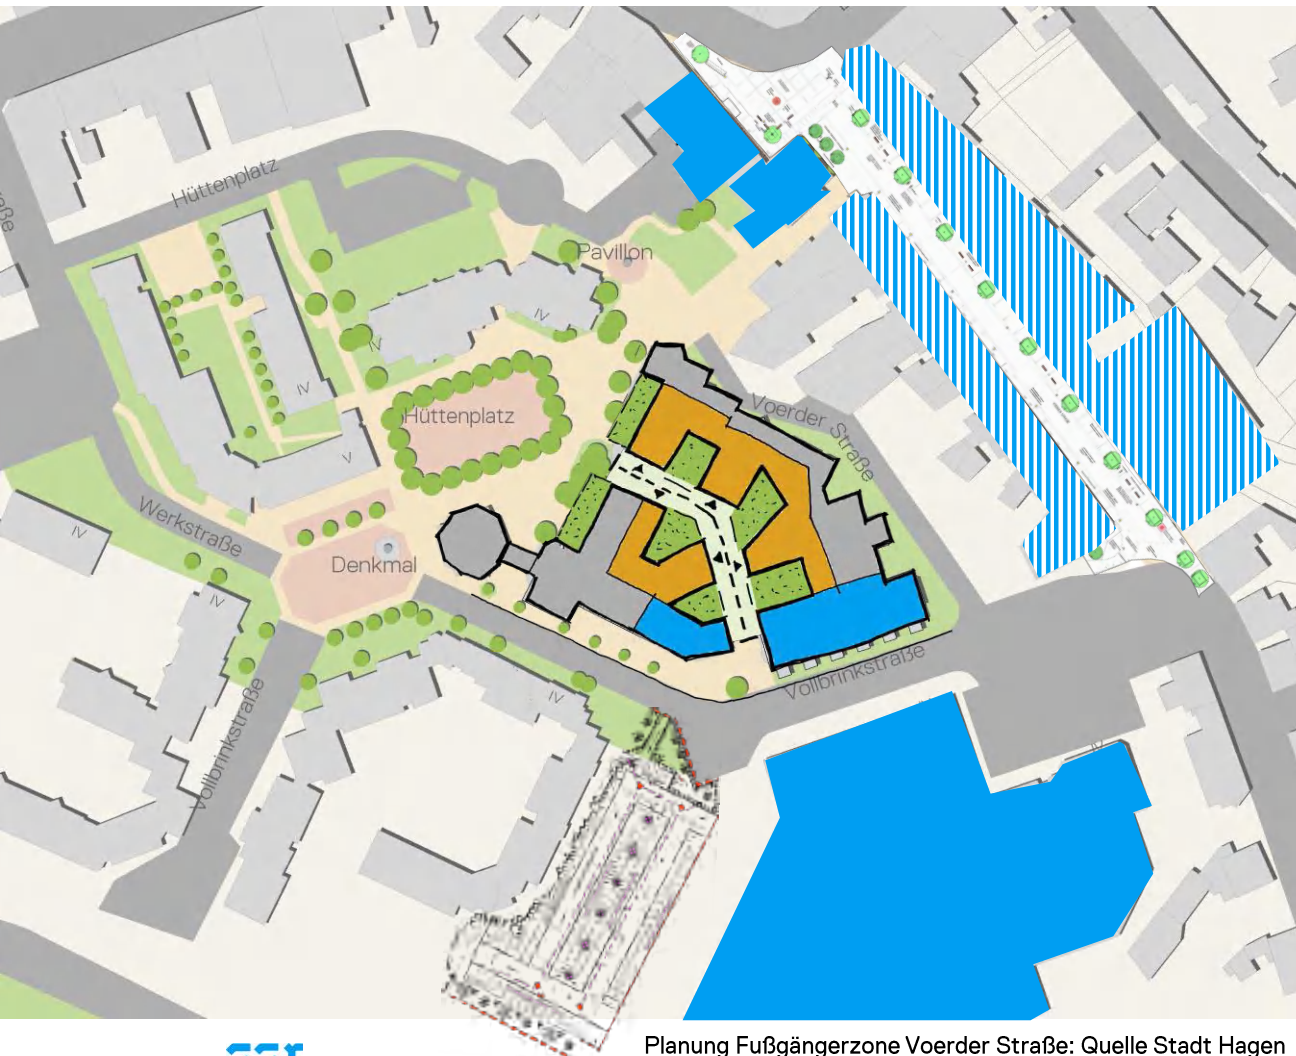 Hüttenplatz
aße
Pavillon
IV
IV
IV
Hüttenplatz
Voerder Straße
V
Werkstraße
IV
Denkmal
IV
Vollbrinkstraße
Vollbrinkstraße
IV
Planung Fußgängerzone Voerder Straße: Quelle Stadt Hagen